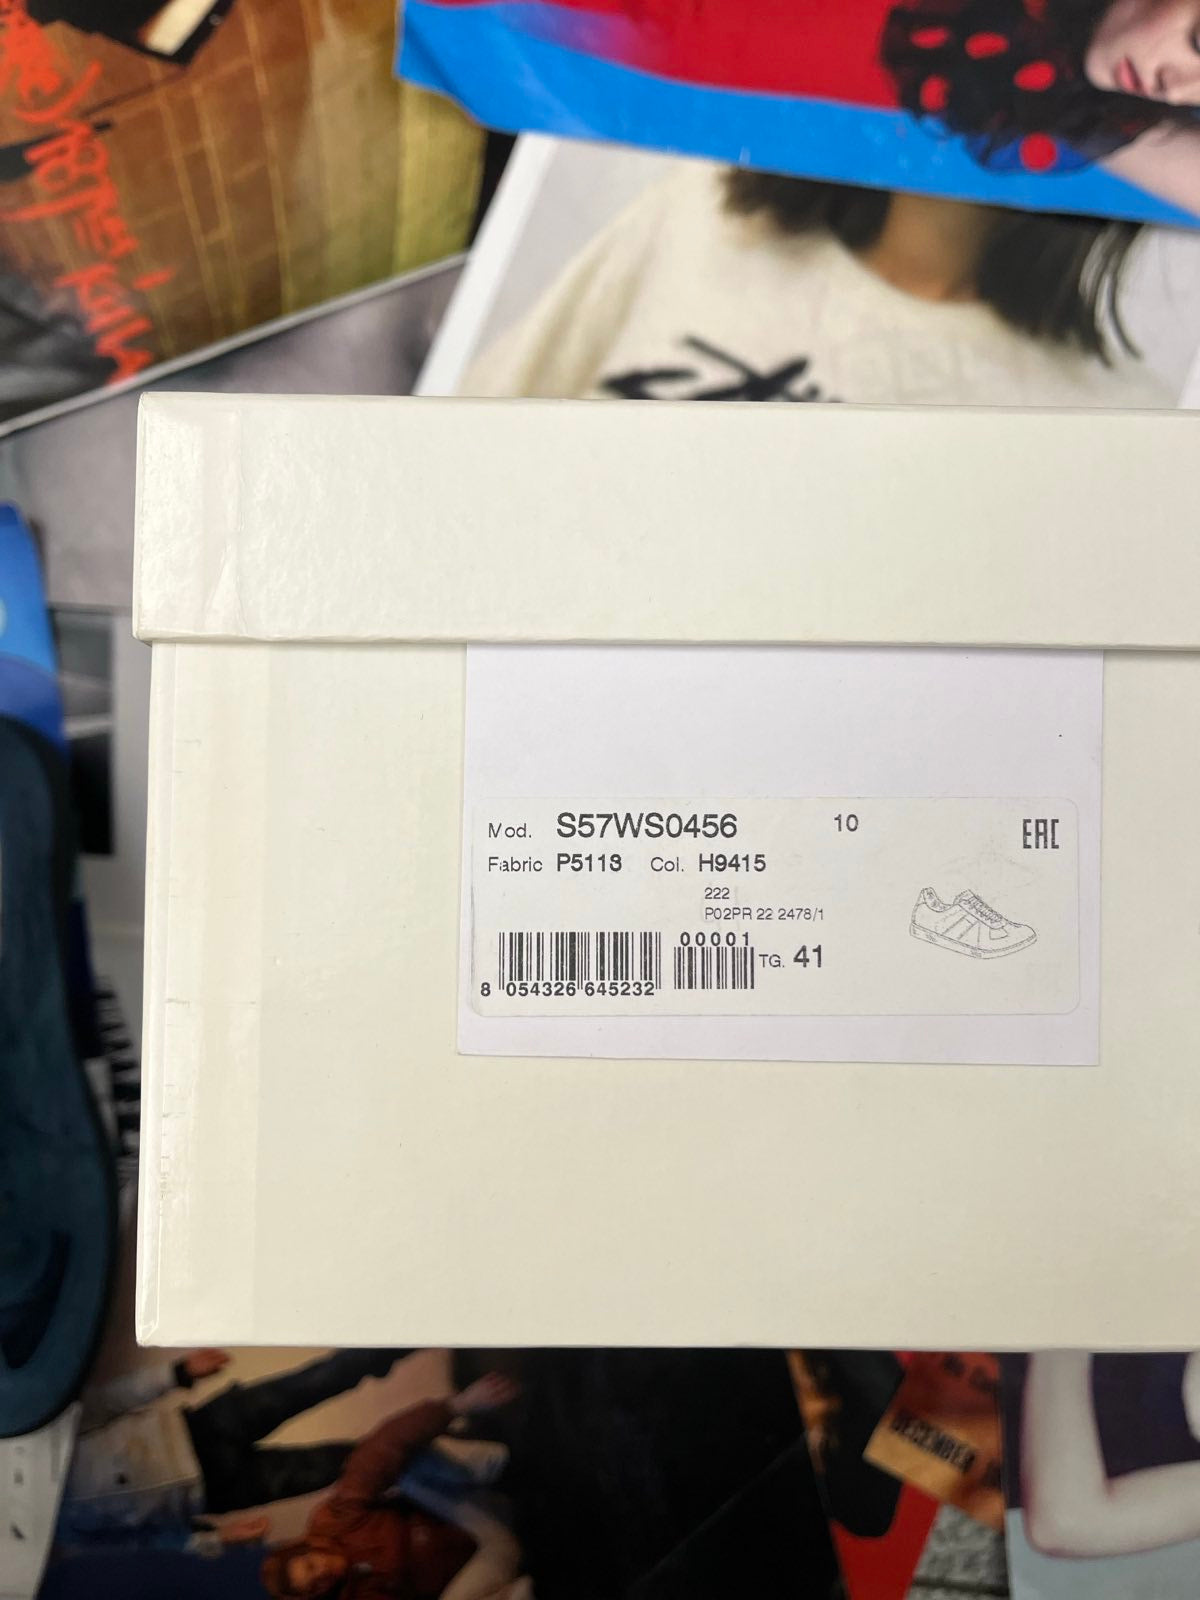 Mod. S57WS0456 10
EAC
Fabric P5113 Col. H9415
222
P02PR 22 2478/1
00001
TG. 41
8 054326 645232
DECEMBER